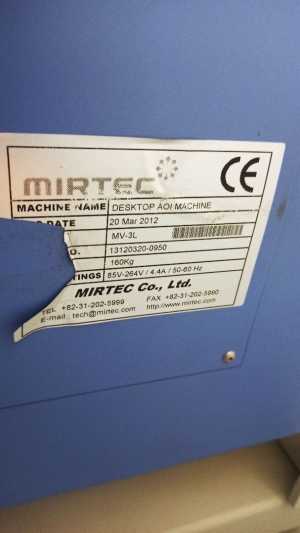 MIRTEC CE
MACHINE NAME DESKTOP AOI MACHINE
DATE 20 Mar 2012
MV-3L
O. 13120320-0950
160Kg
TINGS 85V-264V / 4.4A / 50-60 Hz
MIRTEC Co., Ltd.
TEL +82-31-202-5999 FAX +82-31-202-5990
E-mail : tech@mirtec.com http://www.mirtec.com